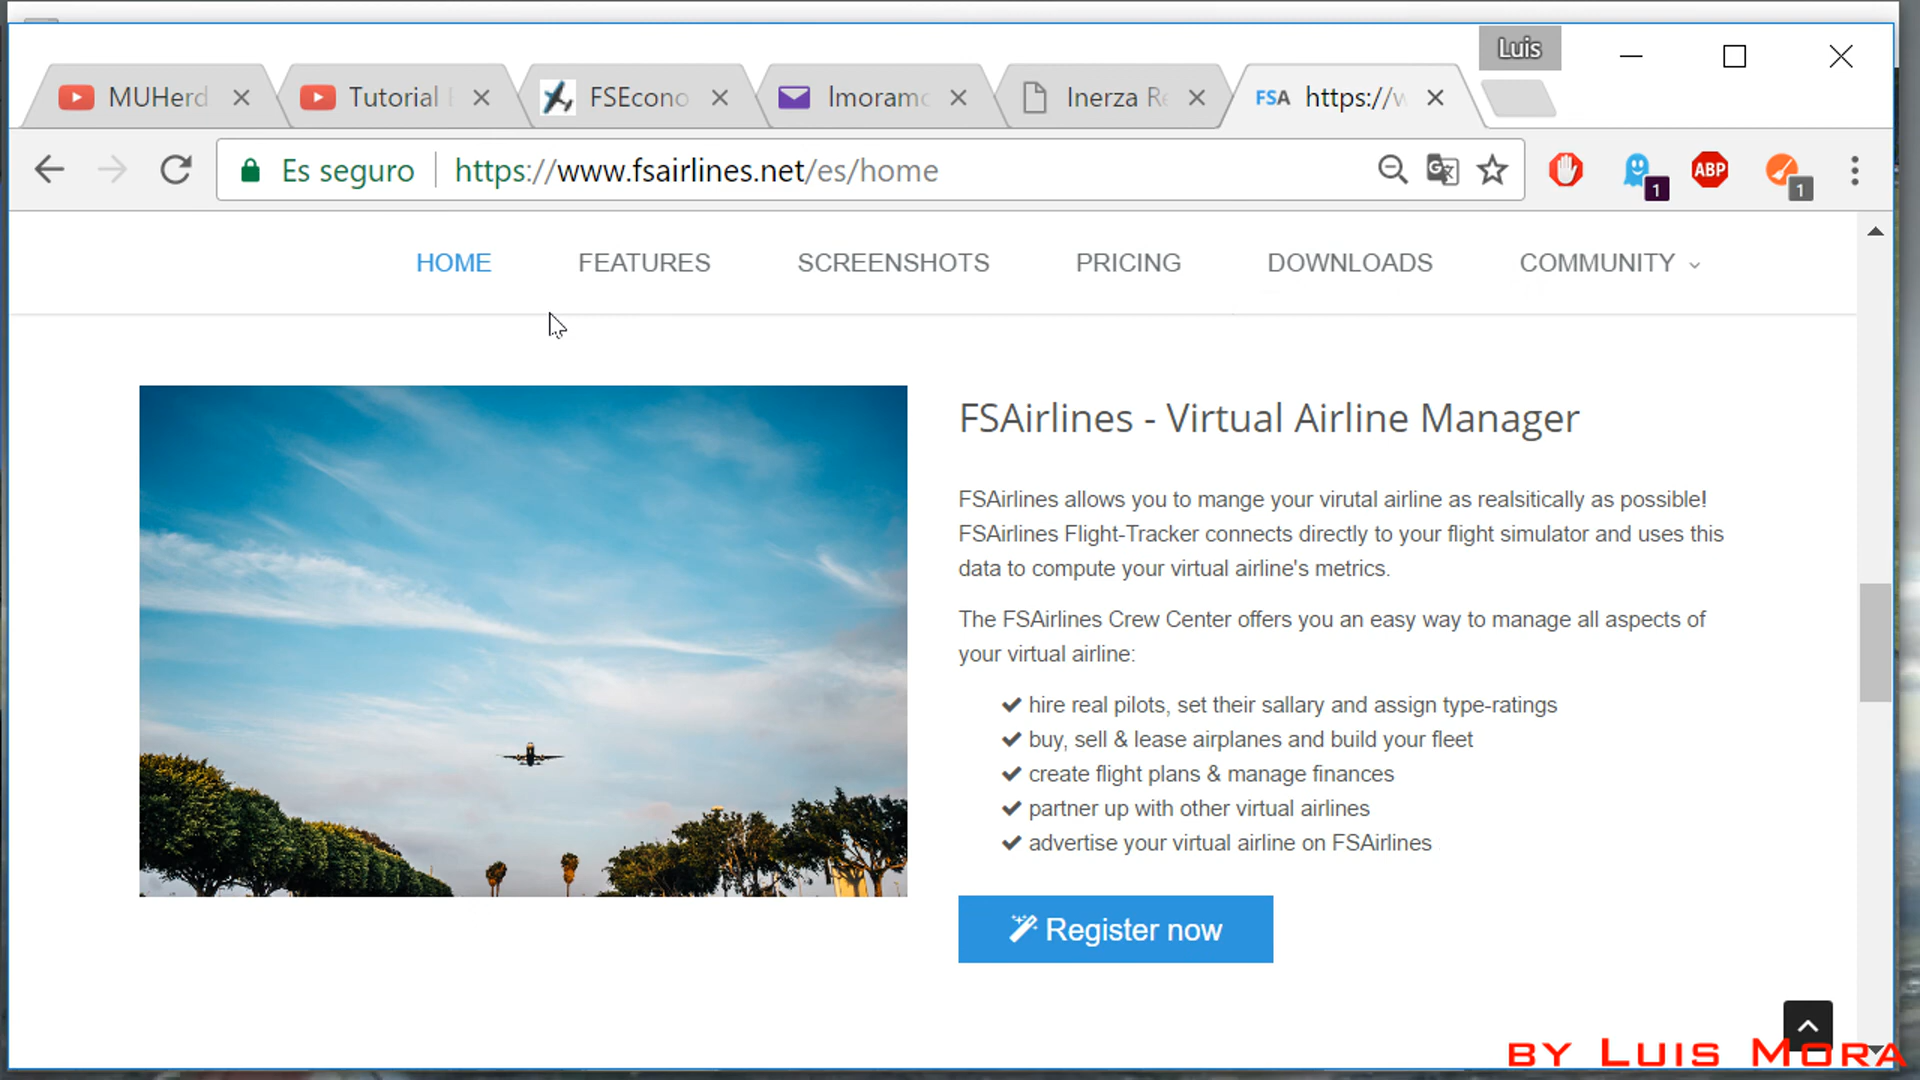 Luis
MUHerd
Tutorial
FSEcono
lmoramo
Inerza Re
FSA https://w
Es seguro
https://www.fsairlines.net/es/home
ABP
1
1
HOME
FEATURES
SCREENSHOTS
PRICING
DOWNLOADS
COMMUNITY
FSAirlines - Virtual Airline Manager
FSAirlines allows you to mange your virutal airline as realsitically as possible!
FSAirlines Flight-Tracker connects directly to your flight simulator and uses this
data to compute your virtual airline's metrics.
The FSAirlines Crew Center offers you an easy way to manage all aspects of
your virtual airline:
hire real pilots, set their sallary and assign type-ratings
buy, sell & lease airplanes and build your fleet
create flight plans & manage finances
partner up with other virtual airlines
advertise your virtual airline on FSAirlines
Register now
BY LUIS MORA